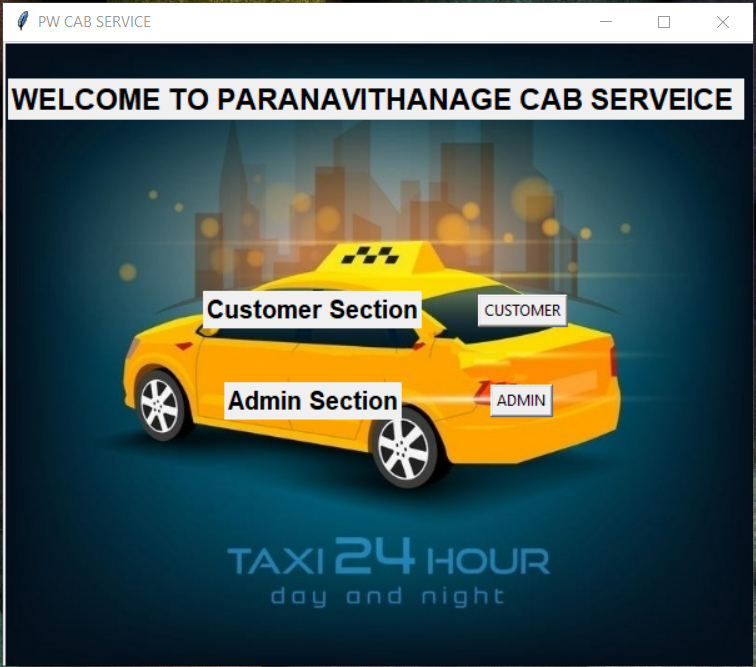 PW CAB SERVICE
WELCOME TO PARANAVITHANAGE CAB SERVEICE
Customer Section
CUSTOMER
Admin Section
ADMIN
TAXI 24 HOUR
day and night